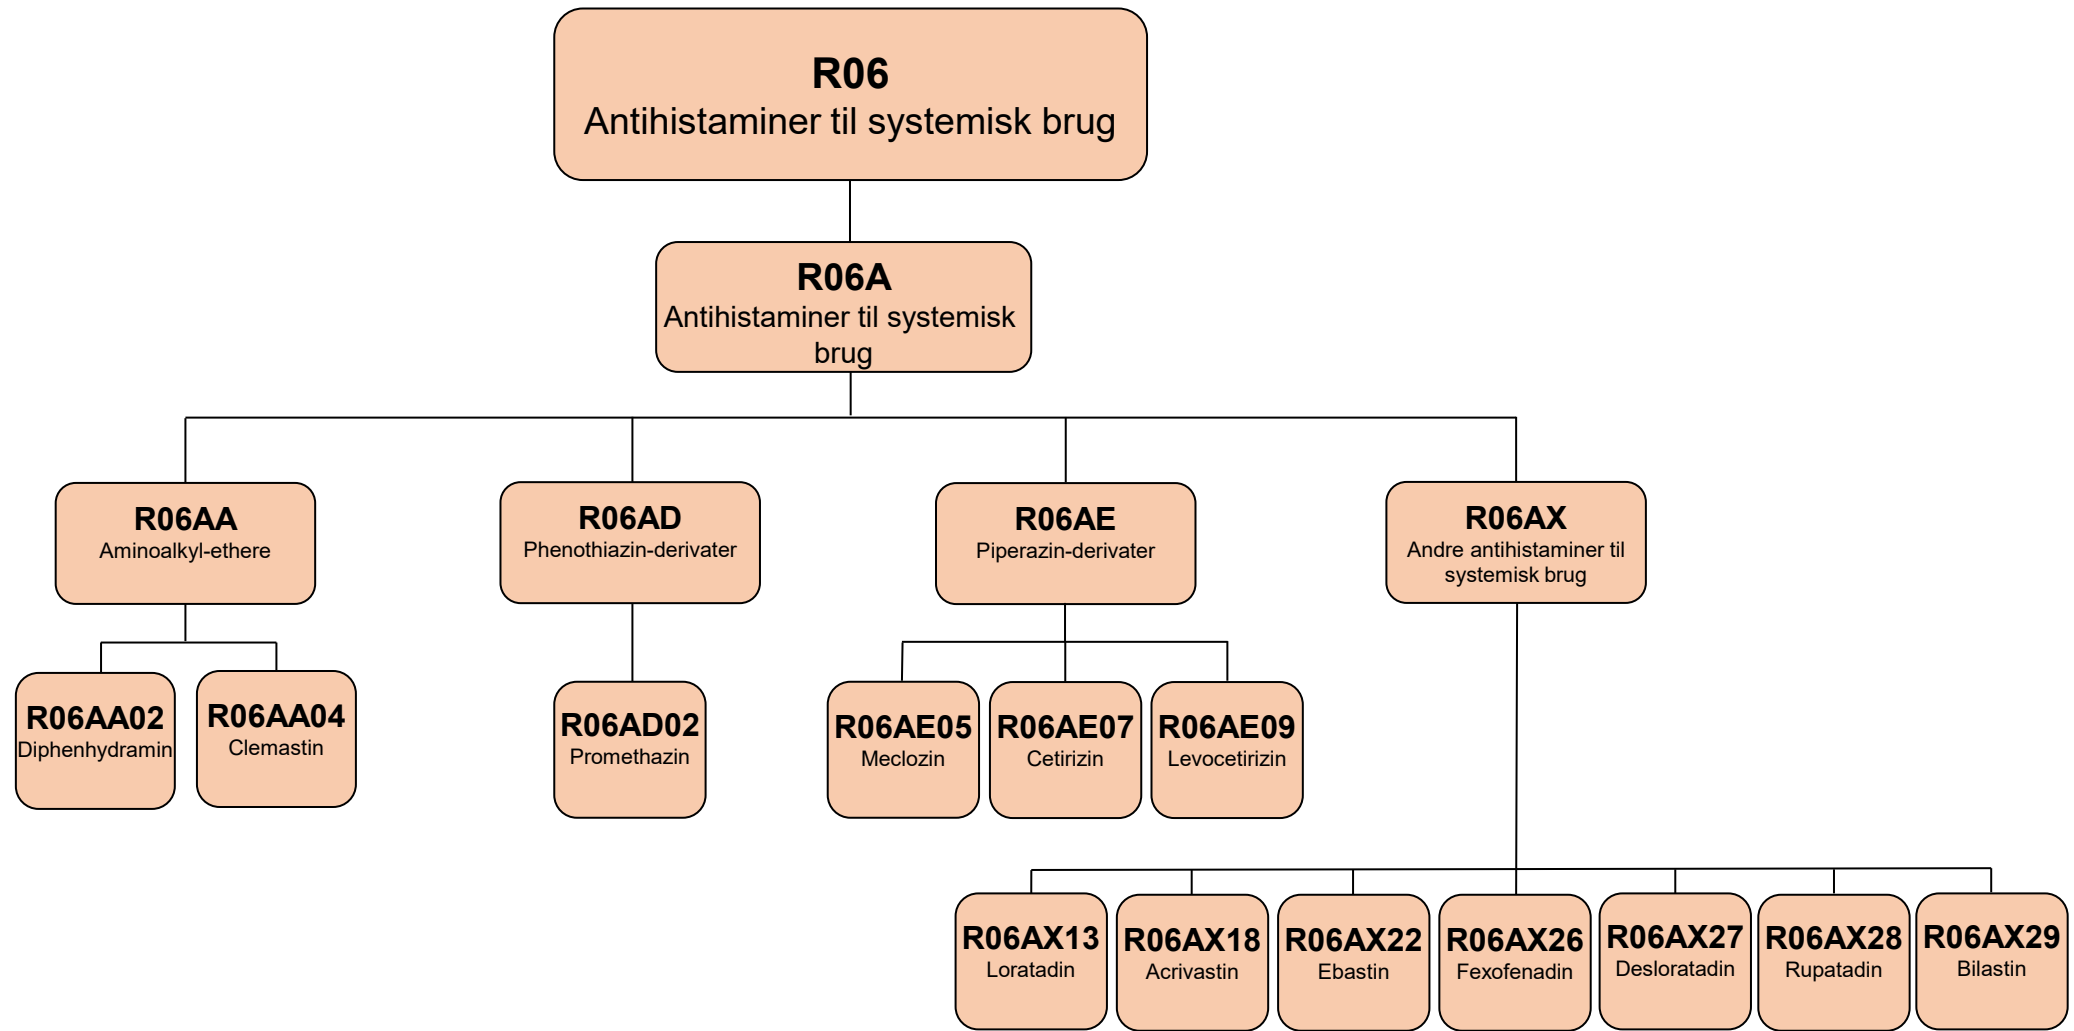 R06
Antihistaminer til systemisk brug
R06A
Antihistaminer til systemisk
brug
R06AA
Aminoalkyl-ethere
R06AD
Phenothiazin-derivater
R06AE
Piperazin-derivater
R06AX
Andre antihistaminer til
systemisk brug
R06AA02
Diphenhydramin
R06AA04
Clemastin
R06AD02
Promethazin
R06AE05
Meclozin
R06AE07
Cetirizin
R06AE09
Levocetirizin
R06AX13
Loratadin
R06AX18
Acrivastin
R06AX22
Ebastin
R06AX26
Fexofenadin
R06AX27
Desloratadin
R06AX28
Rupatadin
R06AX29
Bilastin